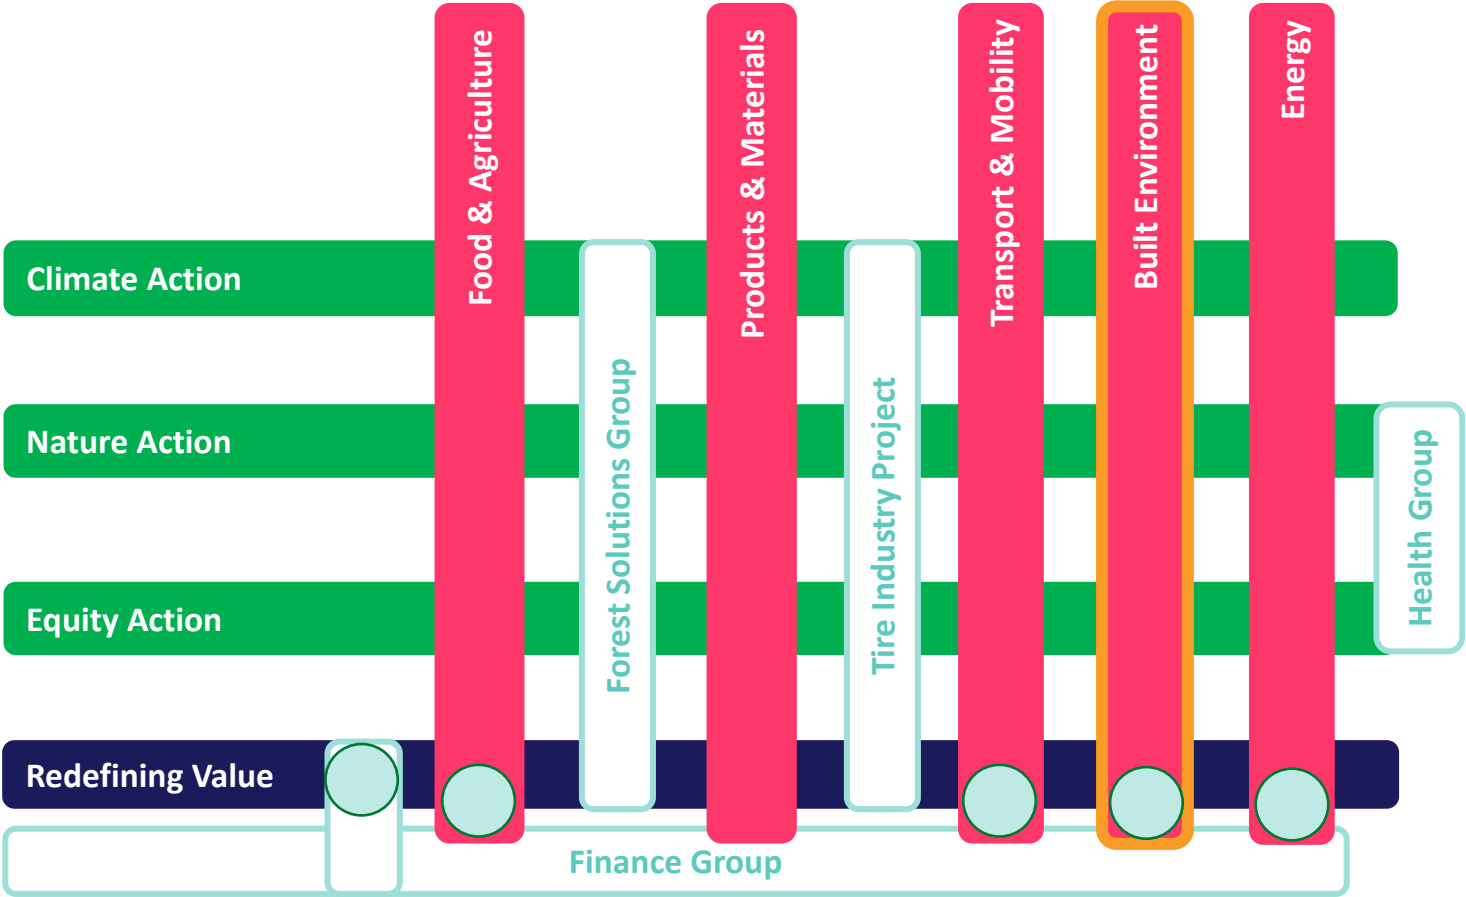 Food & Agriculture
Products & Materials
Transport & Mobility
Built Environment
Energy
Climate Action
Nature Action
Equity Action
Redefining Value
Forest Solutions Group
Tire Industry Project
Health Group
Finance Group